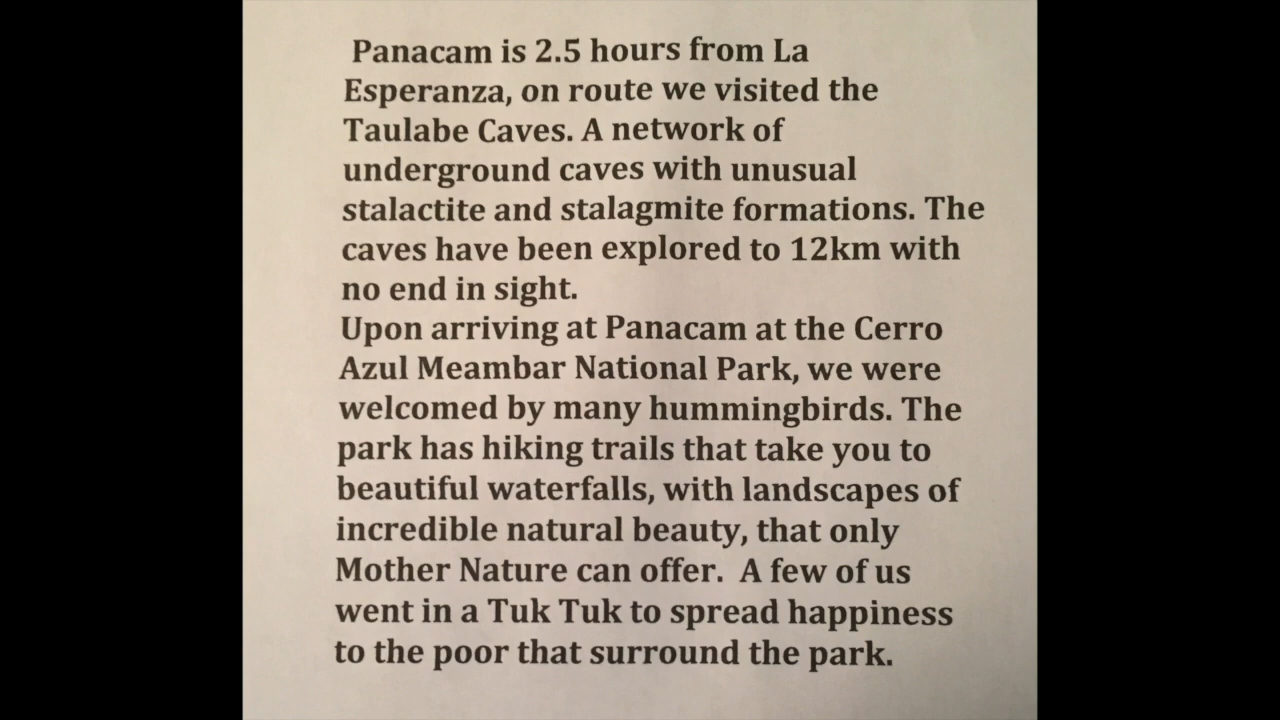 Panacam is 2.5 hours from La
Esperanza, on route we visited the
Taulabe Caves. A network of
underground caves with unusual
stalactite and stalagmite formations. The
caves have been explored to 12km with
no end in sight.
Upon arriving at Panacam at the Cerro
Azul Meambar National Park, we were
welcomed by many hummingbirds. The
park has hiking trails that take you to
beautiful waterfalls, with landscapes of
incredible natural beauty, that only
Mother Nature can offer.  A few of us
went in a Tuk Tuk to spread happiness
to the poor that surround the park.